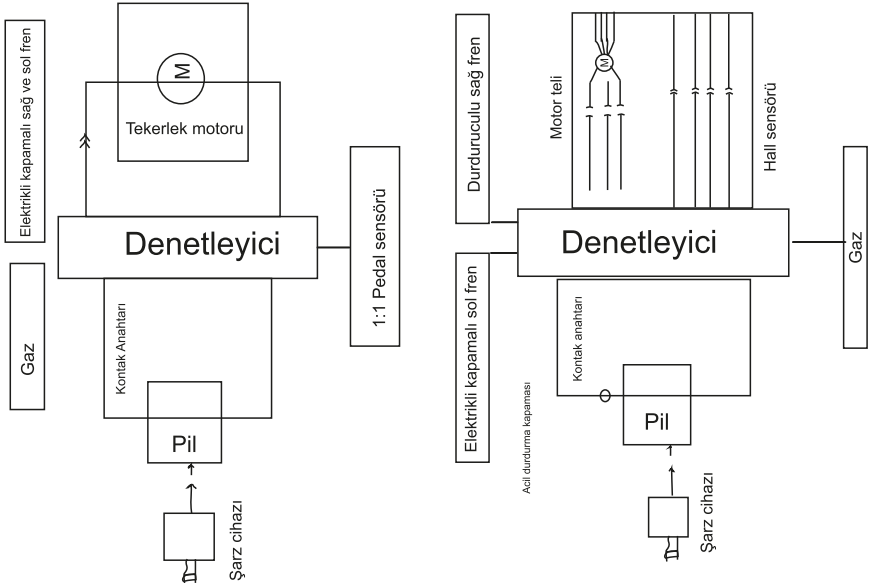 Elektrikli kapamalı sağ ve sol fren
M
Tekerlek motoru
Denetleyici
1:1 Pedal sensörü
Gaz
Kontak Anahtarı
Pil
Şarz cihazı
Durduruculu sağ fren
Motor teli
M
Hall sensörü
Denetleyici
Gaz
Elektrikli kapamalı sol fren
Kontak anahtarı
Acil durdurma kapaması
Pil
Şarz cihazı